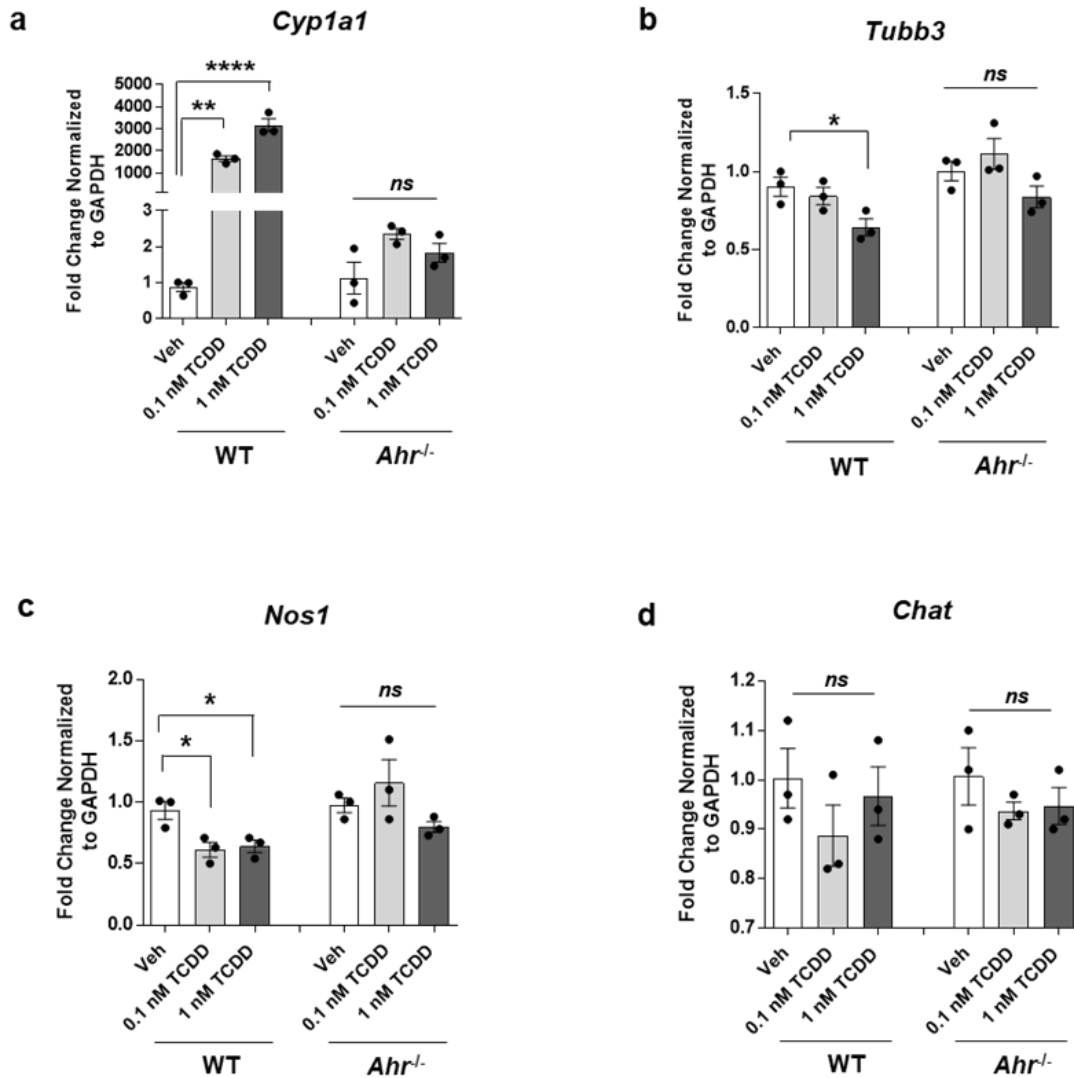 a
Cyp1a1
Fold Change Normalized
to GAPDH
5000
4000
3000
2000
1000
3
2
1
0
****
**
ns
Veh
0.1 nM TCDD
1 nM TCDD
Veh
0.1 nM TCDD
1 nM TCDD
WT
Ahr-/-
b
Tubb3
Fold Change Normalized
to GAPDH
1.5
1.0
0.5
0.0
*
ns
Veh
0.1 nM TCDD
1 nM TCDD
Veh
0.1 nM TCDD
1 nM TCDD
WT
Ahr-/-
c
Nos1
Fold Change Normalized
to GAPDH
2.0
1.5
1.0
0.5
0.0
*
*
ns
Veh
0.1 nM TCDD
1 nM TCDD
Veh
0.1 nM TCDD
1 nM TCDD
WT
Ahr-/-
d
Chat
Fold Change Normalized
to GAPDH
1.2
1.1
1.0
0.9
0.8
0.7
ns
ns
Veh
0.1 nM TCDD
1 nM TCDD
Veh
0.1 nM TCDD
1 nM TCDD
WT
Ahr-/-